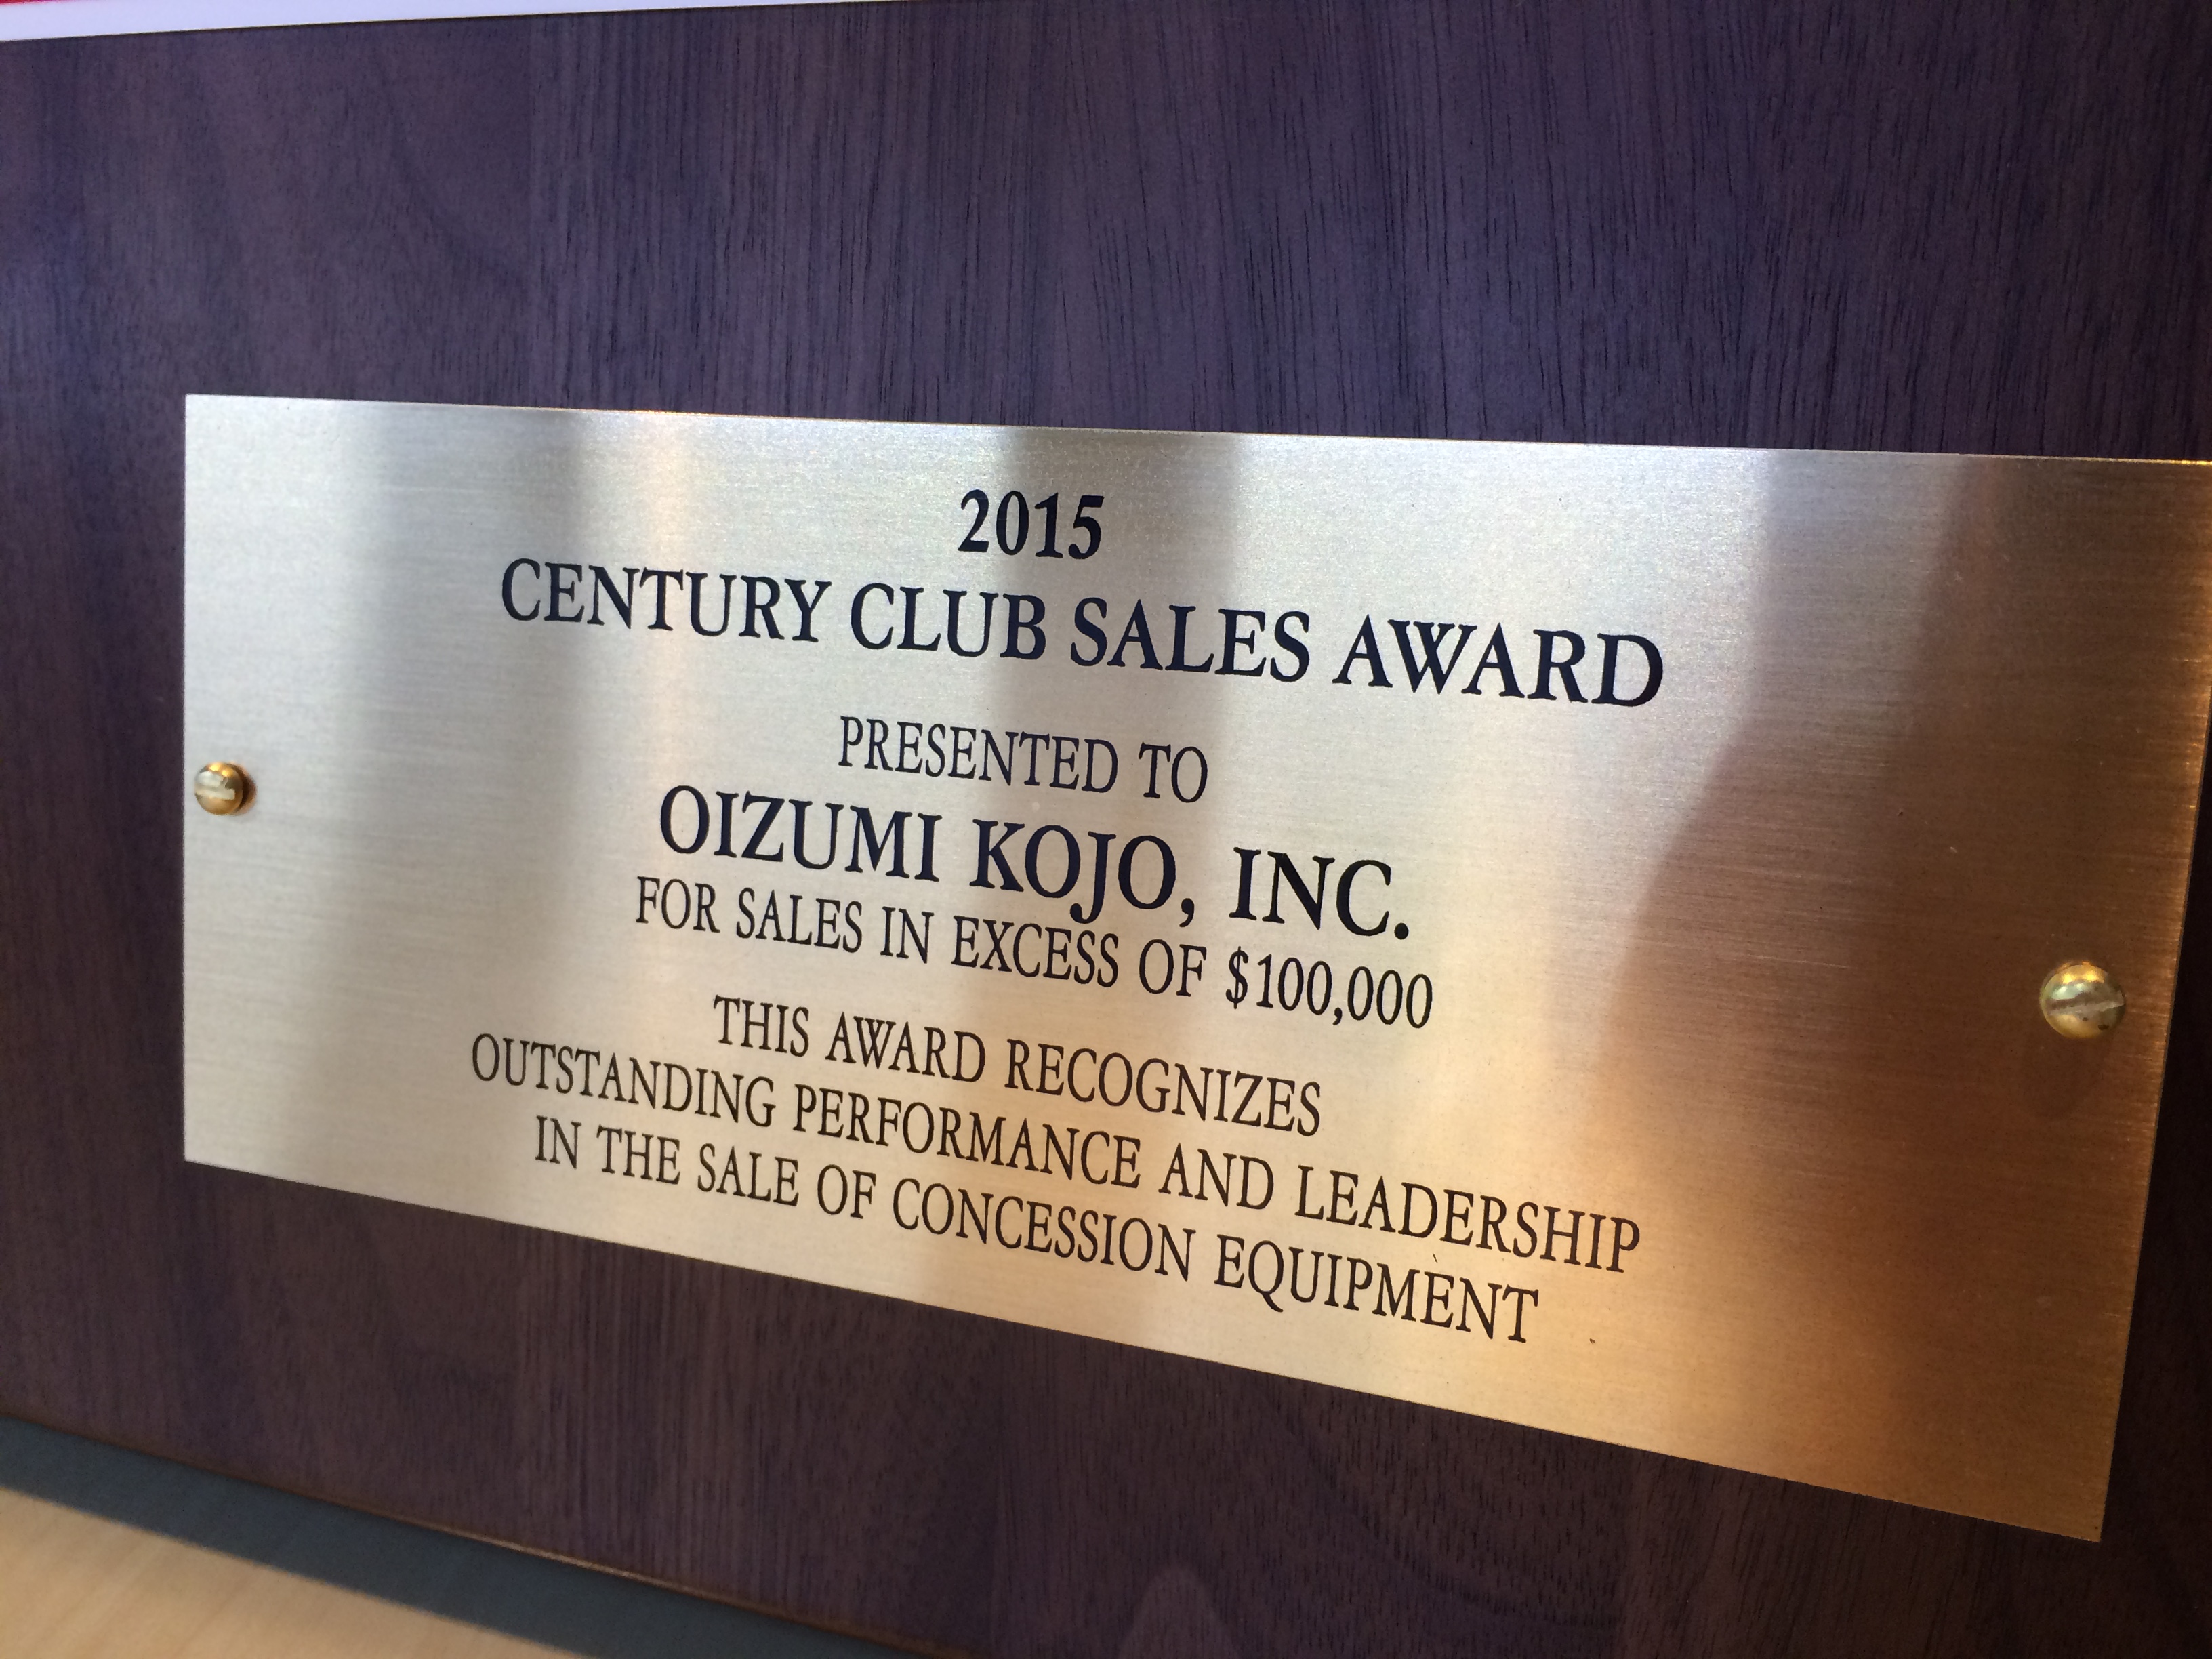 2015
CENTURY CLUB SALES AWARD
PRESENTED TO
OIZUMI KOJO, INC.
FOR SALES IN EXCESS OF $100,000
THIS AWARD RECOGNIZES
OUTSTANDING PERFORMANCE AND LEADERSHIP
IN THE SALE OF CONCESSION EQUIPMENT